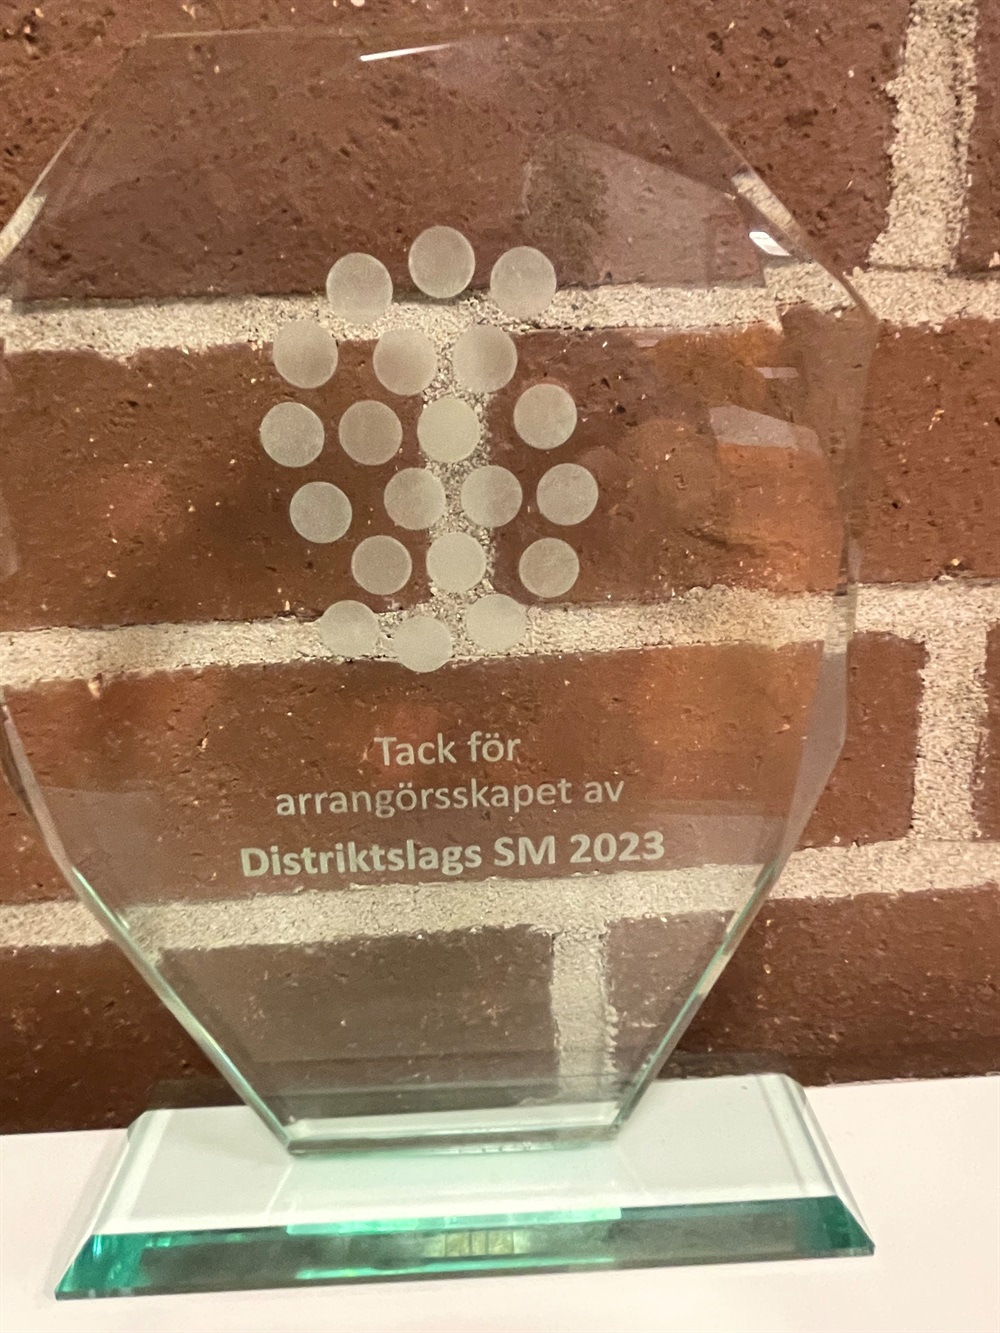 Tack för
arrangörsskapet av
Distriktslags SM 2023